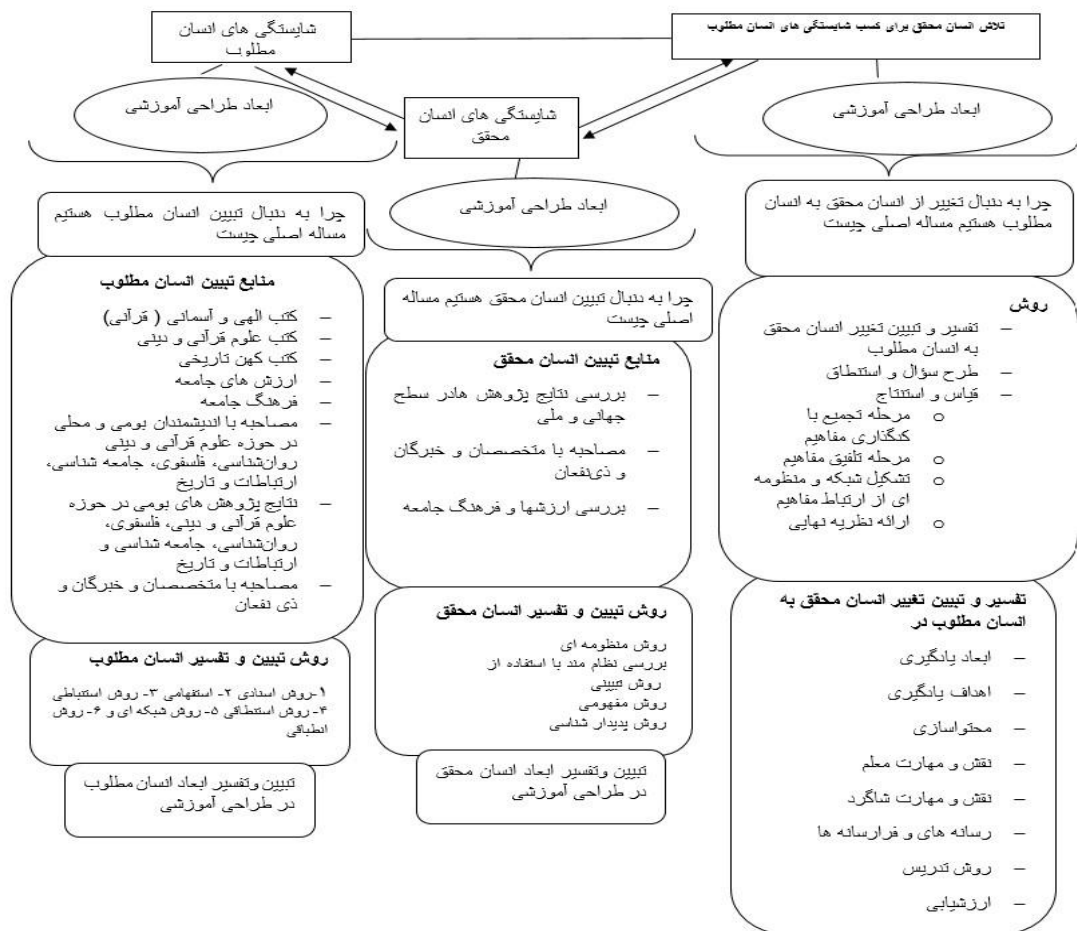 تلاش انسان محقق برای کسب شایستگی های انسان مطلوب
شایستگی های انسان
مطلوب
شایستگی های انسان
محقق
ابعاد طراحی آموزشی
چرا به دنبال تغییر از انسان محقق به انسان
مطلوب هستیم مساله اصلی چیست
روش
– تفسیر و تبیین تغییر انسان محقق
به انسان مطلوب
– طرح سؤال و استنطاق
– قیاس و استنتاج
o مرحله تجمیع با
کدگذاری مفاهیم
o مرحله تلفیق مفاهیم
o تشکیل شبکه و منظومه
ای از ارتباط مفاهیم
o ارائه نظریه نهایی
تفسیر و تبیین تغییر انسان محقق به
انسان مطلوب در
– ابعاد یادگیری
– اهداف یادگیری
– محتواسازی
– نقش و مهارت معلم
– نقش و مهارت شاگرد
– رسانه های و فرارسانه ها
– روش تدریس
– ارزشیابی
ابعاد طراحی آموزشی
چرا به دنبال تبیین انسان محقق هستیم مساله
اصلی چیست
منابع تبیین انسان محقق
– بررسی نتایج پژوهش هادر سطح
جهانی و ملی
– مصاحبه با متخصصان و خبرگان
و ذی‌نفعان
– بررسی ارزشها و فرهنگ جامعه
روش تبیین و تفسیر انسان محقق
روش منظومه ای
بررسی نظام مند با استفاده از
روش تبیینی
روش مفهومی
روش پدیدار شناسی
تبیین وتفسیر ابعاد انسان محقق
در طراحی آموزشی
ابعاد طراحی آموزشی
چرا به دنبال تبیین انسان مطلوب هستیم
مساله اصلی چیست
منابع تبیین انسان مطلوب
– کتب الهی و آسمانی ( قرآنی)
– کتب علوم قرآنی و دینی
– کتب کهن تاریخی
– ارزش های جامعه
– فرهنگ جامعه
– مصاحبه با اندیشمندان بومی و محلی
در حوزه علوم قرآنی و دینی
روان‌شناسی، فلسفوی، جامعه شناسی،
ارتباطات و تاریخ
– نتایج پژوهش های بومی در حوزه
علوم قرآنی و دینی، فلسفوی،
روان‌شناسی، جامعه شناسی و
ارتباطات و تاریخ
– مصاحبه با متخصصان و خبرگان و
ذی نفعان
روش تبیین و تفسیر انسان مطلوب
۱-روش اسنادی ۲- استفهامی ۳- روش استنباطی
۴- روش استنطاقی ۵- روش شبکه ای و ۶- روش
انطباقی
تبیین وتفسیر ابعاد انسان مطلوب
در طراحی آموزشی